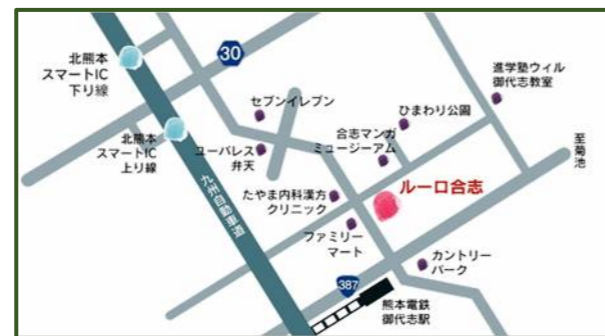 北熊本
スマートIC
下り線
30
進学塾ウィル
御代志教室
セブンイレブン
ひまわり公園
北熊本
スマートIC
上り線
ユーパレス
弁天
合志マンガ
ミュージーアム
至菊池
九州自動車道
たやま内科漢方
クリニック
ルーロ合志
ファミリー
マート
カントリー
パーク
387
熊本電鉄
御代志駅